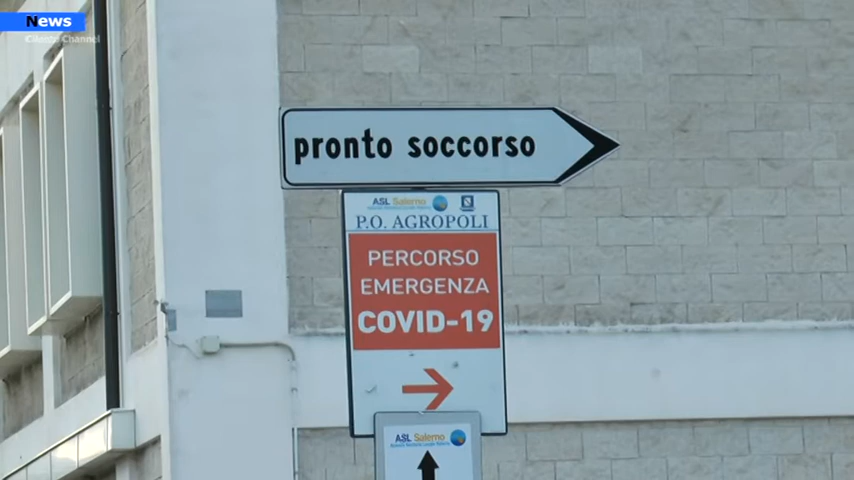 News
Cilento Channel
pronto soccorso
ASL Salerno
P.O. AGROPOLI
PERCORSO
EMERGENZA
COVID-19
ASL Salerno